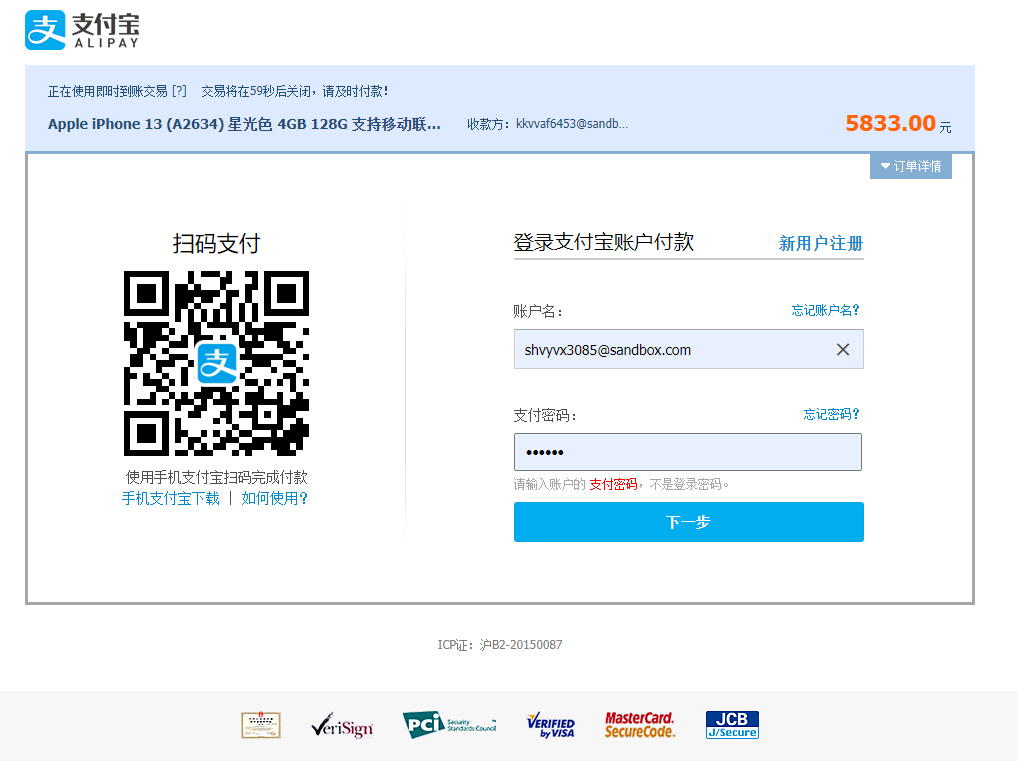 支付宝
ALIPAY
正在使用即时到账交易 [?] 交易将在59秒后关闭，请及时付款！
Apple iPhone 13 (A2634) 星光色 4GB 128G 支持移动联... 收款方：kkvvaf6453@sandb... 5833.00 元
订单详情
扫码支付
支
使用手机支付宝扫码完成付款
手机支付宝下载 | 如何使用?
登录支付宝账户付款 新用户注册
账户名： 忘记账户名?
shvyvx3085@sandbox.com
支付密码： 忘记密码?
••••••
请输入账户的 支付密码，不是登录密码。
下一步
ICP证：沪B2-20150087
VeriSign
PCI Security Standards Council
VERIFIED by VISA
MasterCard. SecureCode.
JCB J/Secure